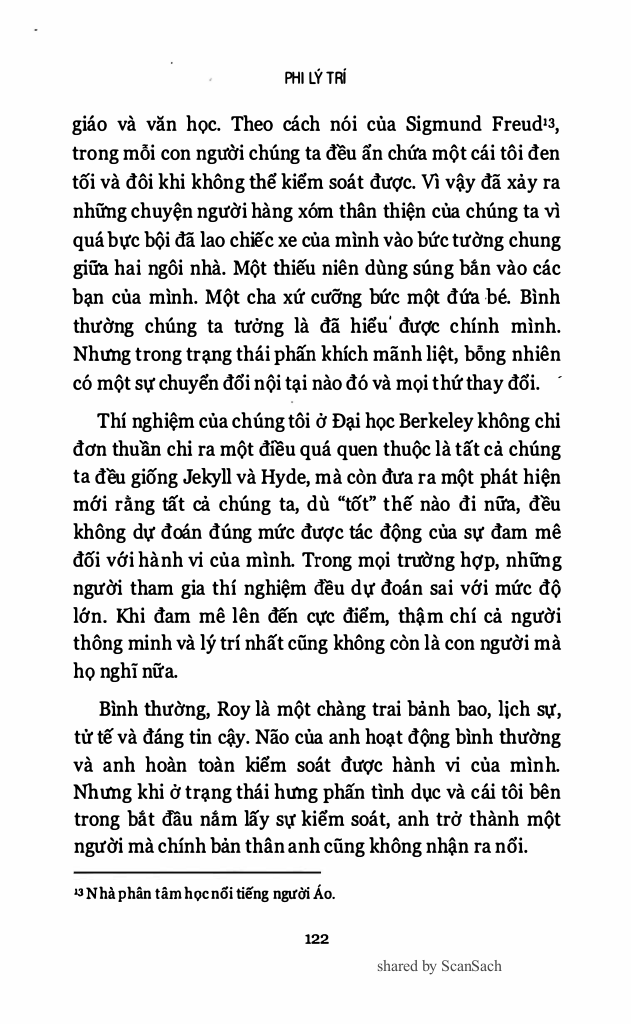 PHI LÝ TRÍ
giáo và văn học. Theo cách nói của Sigmund Freud¹³,
trong mỗi con người chúng ta đều ẩn chứa một cái tôi đen
tối và đôi khi không thể kiểm soát được. Vì vậy đã xảy ra
những chuyện người hàng xóm thân thiện của chúng ta vì
quá bực bội đã lao chiếc xe của mình vào bức tường chung
giữa hai ngôi nhà. Một thiếu niên dùng súng bắn vào các
bạn của mình. Một cha xứ cưỡng bức một đứa bé. Bình
thường chúng ta tưởng là đã hiểu được chính mình.
Nhưng trong trạng thái phấn khích mãnh liệt, bỗng nhiên
có một sự chuyển đổi nội tại nào đó và mọi thứ thay đổi.
Thí nghiệm của chúng tôi ở Đại học Berkeley không chỉ
đơn thuần chỉ ra một điều quá quen thuộc là tất cả chúng
ta đều giống Jekyll và Hyde, mà còn đưa ra một phát hiện
mới rằng tất cả chúng ta, dù “tốt” thế nào đi nữa, đều
không dự đoán đúng mức được tác động của sự đam mê
đối với hành vi của mình. Trong mọi trường hợp, những
người tham gia thí nghiệm đều dự đoán sai với mức độ
lớn. Khi đam mê lên đến cực điểm, thậm chí cả người
thông minh và lý trí nhất cũng không còn là con người mà
họ nghĩ nữa.
Bình thường, Roy là một chàng trai bảnh bao, lịch sự,
tử tế và đáng tin cậy. Não của anh hoạt động bình thường
và anh hoàn toàn kiểm soát được hành vi của mình.
Nhưng khi ở trạng thái hưng phấn tình dục và cái tôi bên
trong bắt đầu nắm lấy sự kiểm soát, anh trở thành một
người mà chính bản thân anh cũng không nhận ra nổi.
¹³ Nhà phân tâm học nổi tiếng người Áo.
122
shared by ScanSach